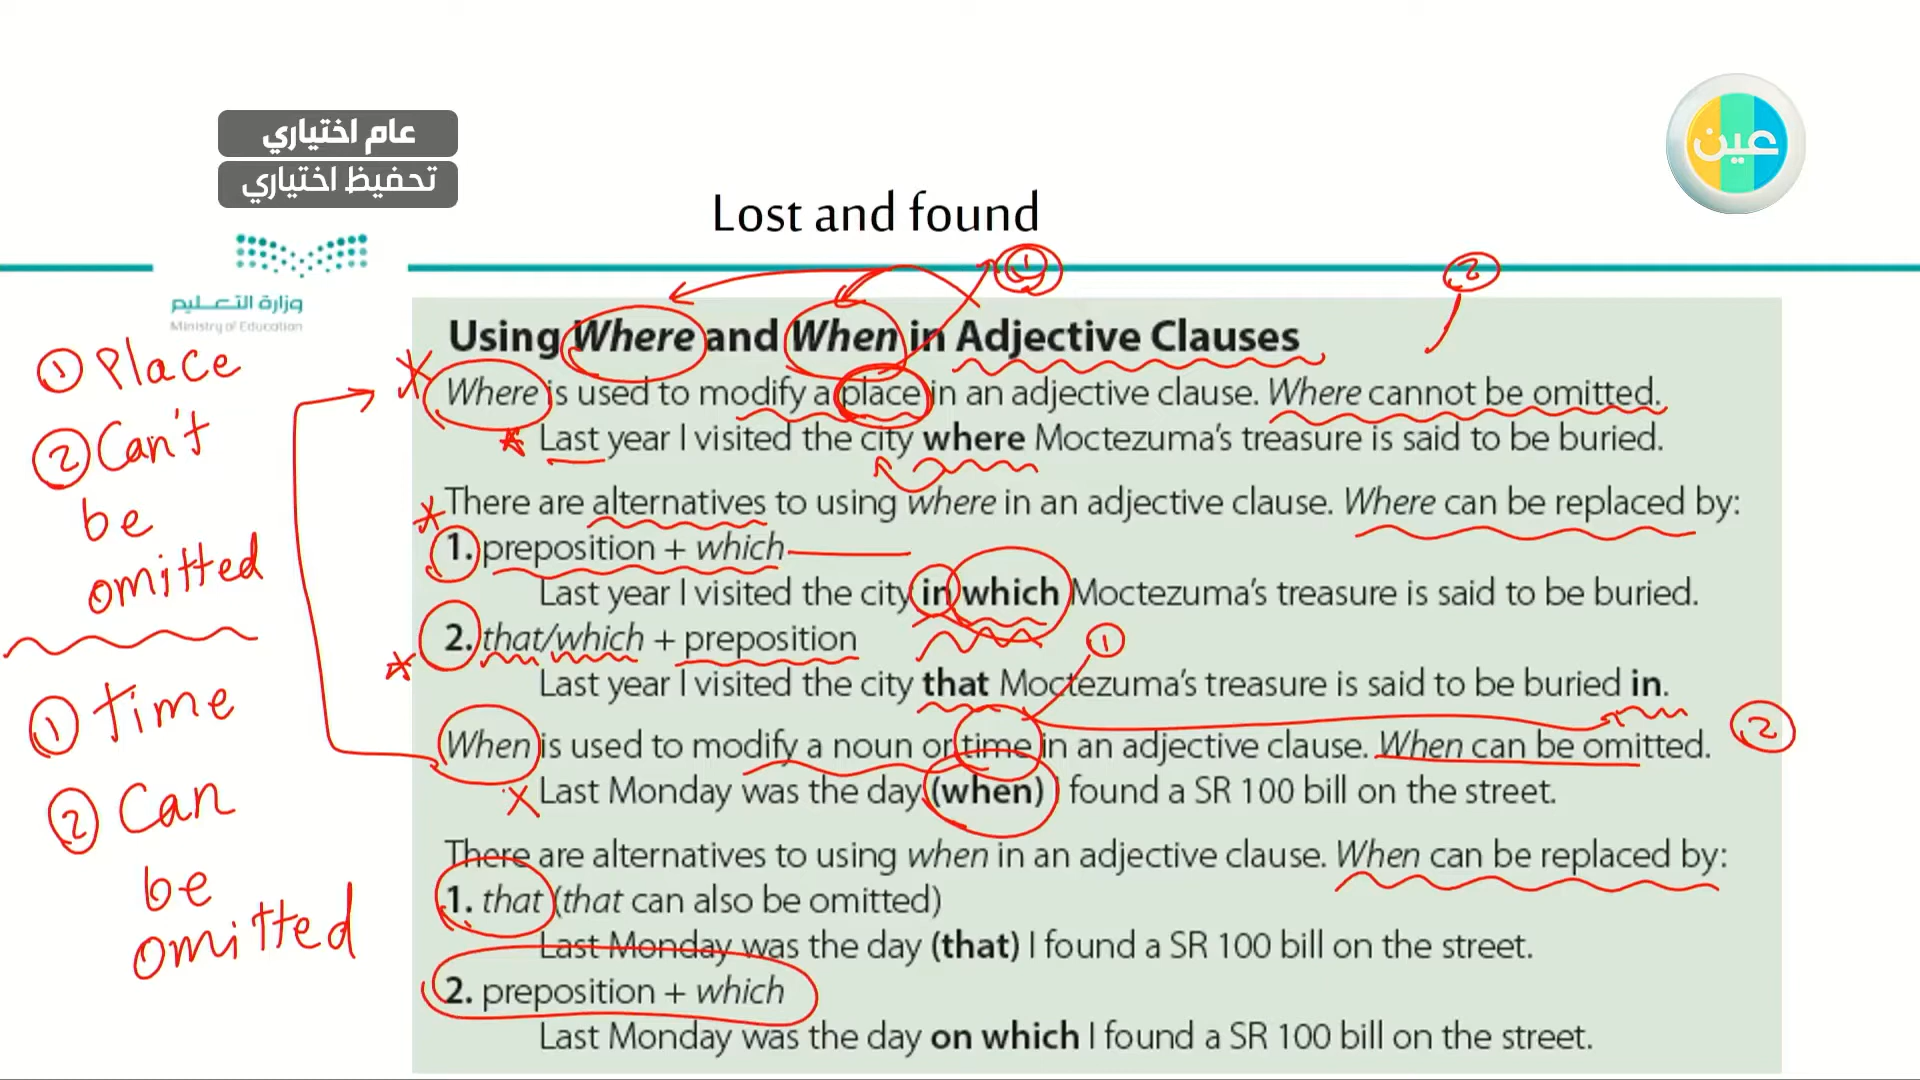 عام اختياري
تحفيظ اختياري
عين
Lost and found
وزارة التعليم
Ministry of Education
① Place
② Can't
be
omitted
① time
② Can
be
omitted
①
②
Using Where and When in Adjective Clauses
Where is used to modify a place in an adjective clause. Where cannot be omitted.
Last year I visited the city where Moctezuma's treasure is said to be buried.
There are alternatives to using where in an adjective clause. Where can be replaced by:
1. preposition + which
Last year I visited the city in which Moctezuma's treasure is said to be buried.
2. that/which + preposition
①
Last year I visited the city that Moctezuma's treasure is said to be buried in.
When is used to modify a noun or time in an adjective clause. When can be omitted.
②
Last Monday was the day (when) I found a SR 100 bill on the street.
There are alternatives to using when in an adjective clause. When can be replaced by:
1. that (that can also be omitted)
Last Monday was the day (that) I found a SR 100 bill on the street.
2. preposition + which
Last Monday was the day on which I found a SR 100 bill on the street.